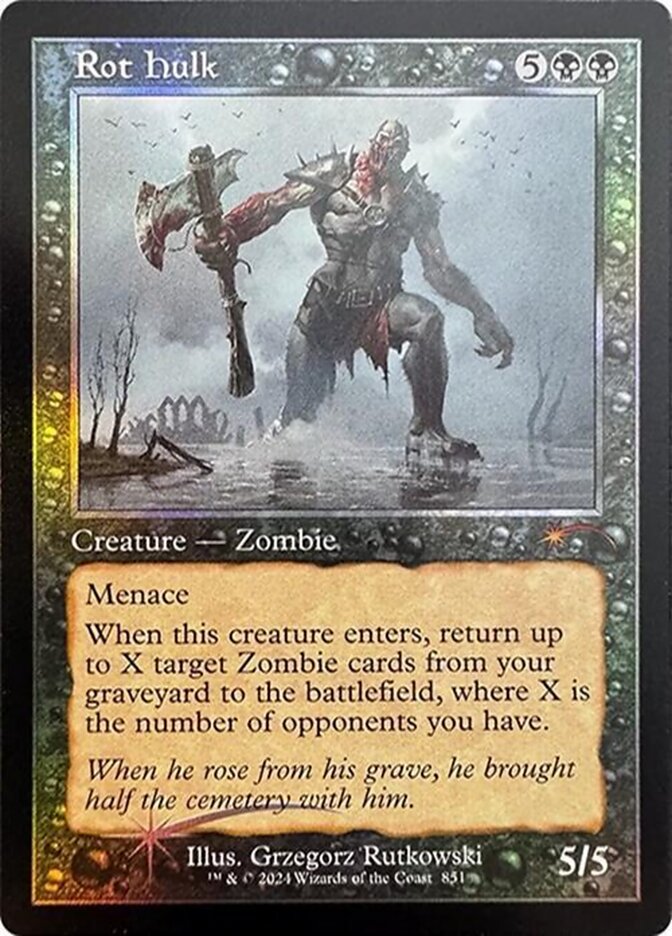 Rot hulk 5
Creature — Zombie
Menace
When this creature enters, return up
to X target Zombie cards from your
graveyard to the battlefield, where X is
the number of opponents you have.
When he rose from his grave, he brought
half the cemetery with him.
Illus. Grzegorz Rutkowski
5/5
™ & © 2024 Wizards of the Coast 851